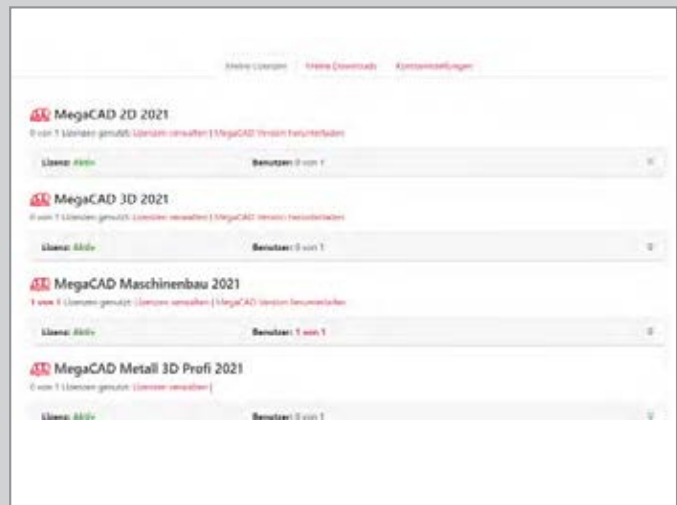 Meine Lizenzen Meine Downloads Kontoeinstellungen
MegaCAD 2D 2021
0 von 1 Lizenzen genutzt: Lizenzen verwalten | MegaCAD Version herunterladen
Lizenz: Aktiv Benutzer: 0 von 1
MegaCAD 3D 2021
0 von 1 Lizenzen genutzt: Lizenzen verwalten | MegaCAD Version herunterladen
Lizenz: Aktiv Benutzer: 0 von 1
MegaCAD Maschinenbau 2021
1 von 1 Lizenzen genutzt: Lizenzen verwalten | MegaCAD Version herunterladen
Lizenz: Aktiv Benutzer: 1 von 1
MegaCAD Metall 3D Profi 2021
0 von 1 Lizenzen genutzt: Lizenzen verwalten |
Lizenz: Aktiv Benutzer: 0 von 1